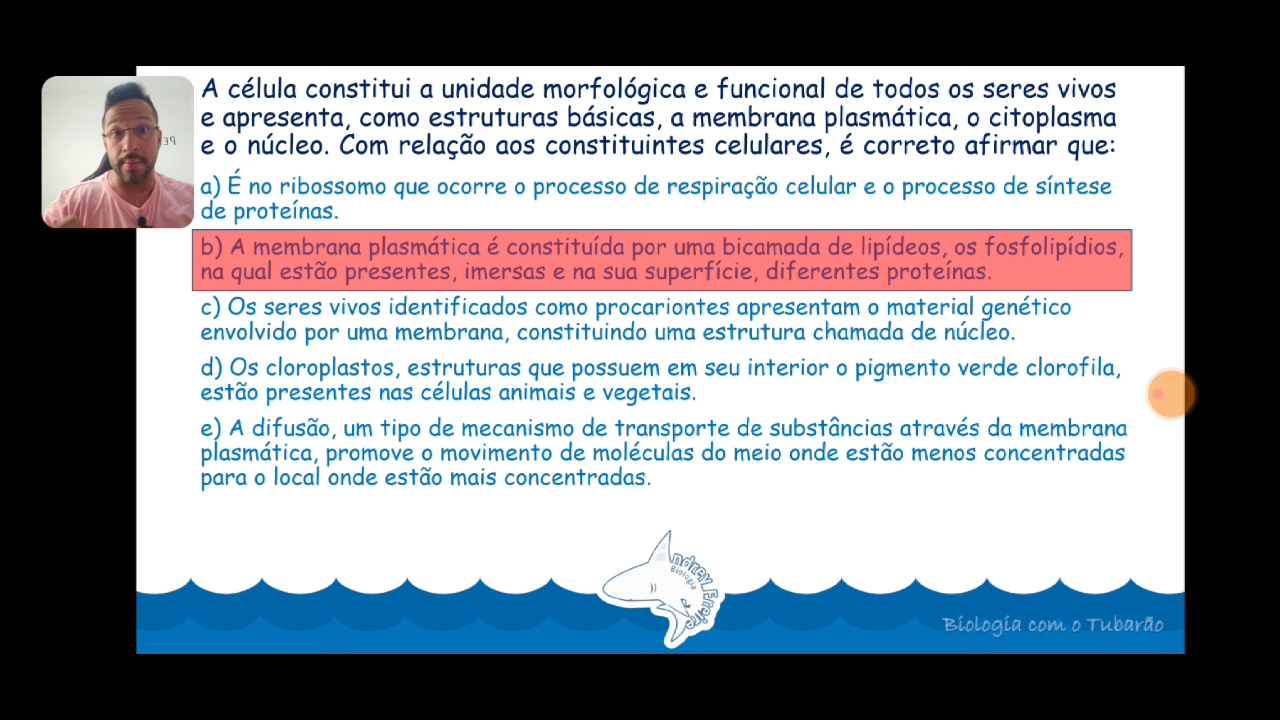 A célula constitui a unidade morfológica e funcional de todos os seres vivos
e apresenta, como estruturas básicas, a membrana plasmática, o citoplasma
e o núcleo. Com relação aos constituintes celulares, é correto afirmar que:
a) É no ribossomo que ocorre o processo de respiração celular e o processo de síntese
de proteínas.
b) A membrana plasmática é constituída por uma bicamada de lipídeos, os fosfolipídios,
na qual estão presentes, imersas e na sua superfície, diferentes proteínas.
c) Os seres vivos identificados como procariontes apresentam o material genético
envolvido por uma membrana, constituindo uma estrutura chamada de núcleo.
d) Os cloroplastos, estruturas que possuem em seu interior o pigmento verde clorofila,
estão presentes nas células animais e vegetais.
e) A difusão, um tipo de mecanismo de transporte de substâncias através da membrana
plasmática, promove o movimento de moléculas do meio onde estão menos concentradas
para o local onde estão mais concentradas.
Biologia
Biologia com o Tubarão